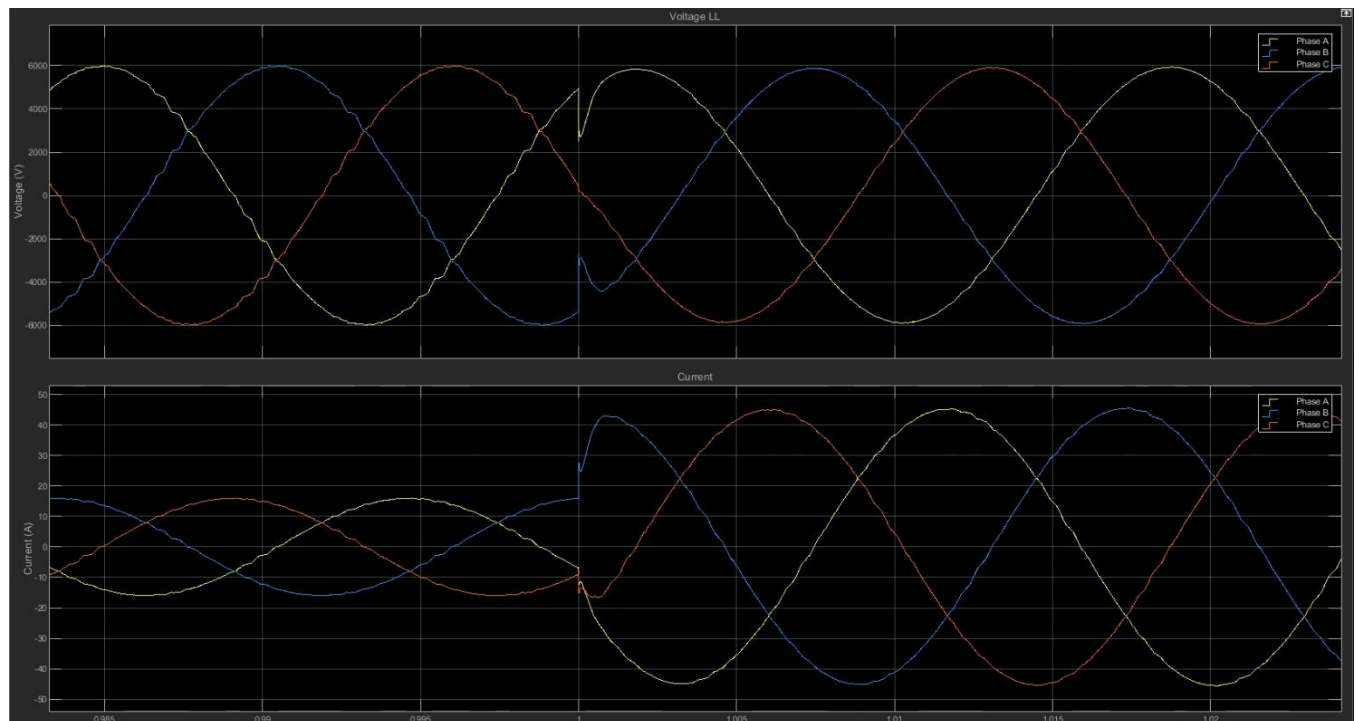 Voltage LL
Phase A
Phase B
Phase C
6000
4000
2000
0
-2000
-4000
-6000
Voltage (V)
Current
Phase A
Phase B
Phase C
50
40
30
20
10
0
-10
-20
-30
-40
-50
Current (A)
0.985
0.99
0.995
1
1.005
1.01
1.015
1.02